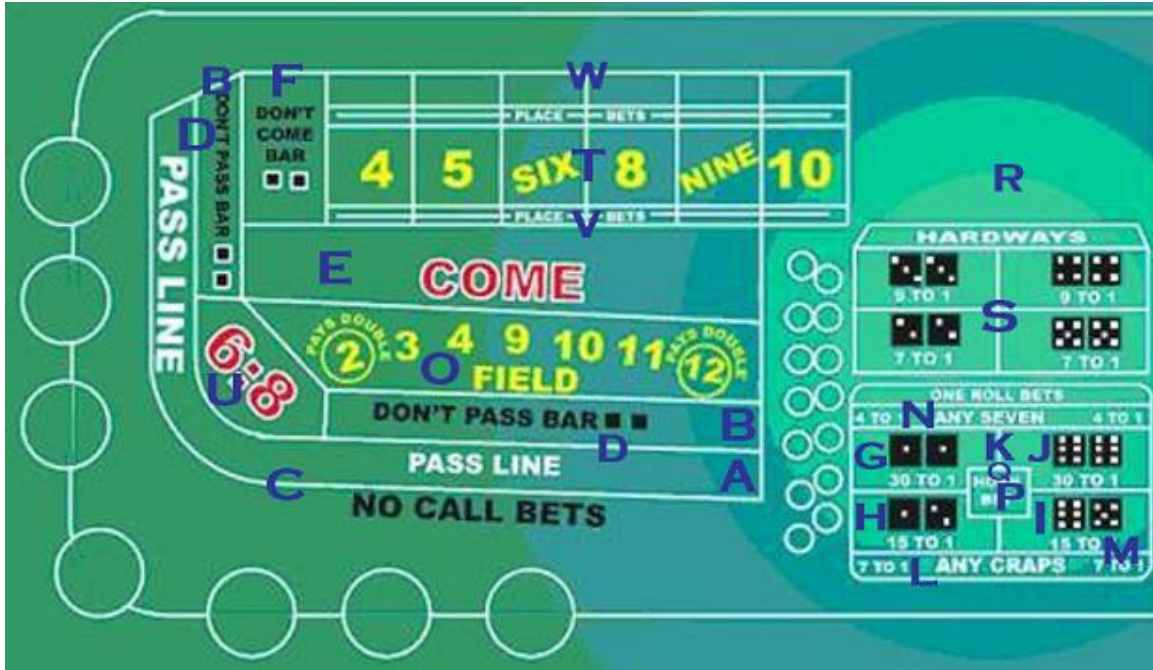 B
F
W
DON'T PASS BAR
D
DON'T
COME
BAR
PLACE BETS
4 5 SIX T 8 NINE 10
PLACE BETS
V
R
PASS LINE
E
COME
HARDWAYS
9 TO 1 9 TO 1
S
7 TO 1 7 TO 1
PAYS DOUBLE
2 3 4 9 10 11 12
PAYS DOUBLE
O
FIELD
6:8
U
DON'T PASS BAR
B
D
PASS LINE
A
C
NO CALL BETS
ONE ROLL BETS
N
4 TO ANY SEVEN 4 TO 1
G K J
Q
30 TO 1 30 TO 1
P
H I
15 TO 1 15 TO
M
7 TO 1 ANY CRAPS 7 TO 1
L